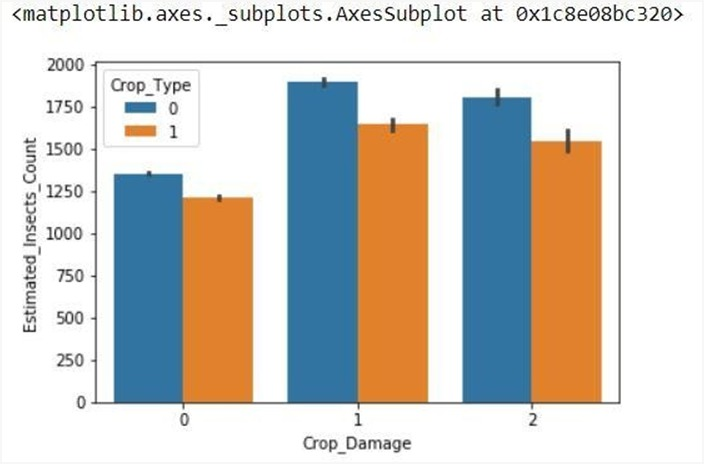 <matplotlib.axes._subplots.AxesSubplot at 0x1c8e08bc320>
2000
1750
1500
1250
1000
750
500
250
0
Estimated_Insects_Count
Crop_Type
0
1
0 1 2
Crop_Damage